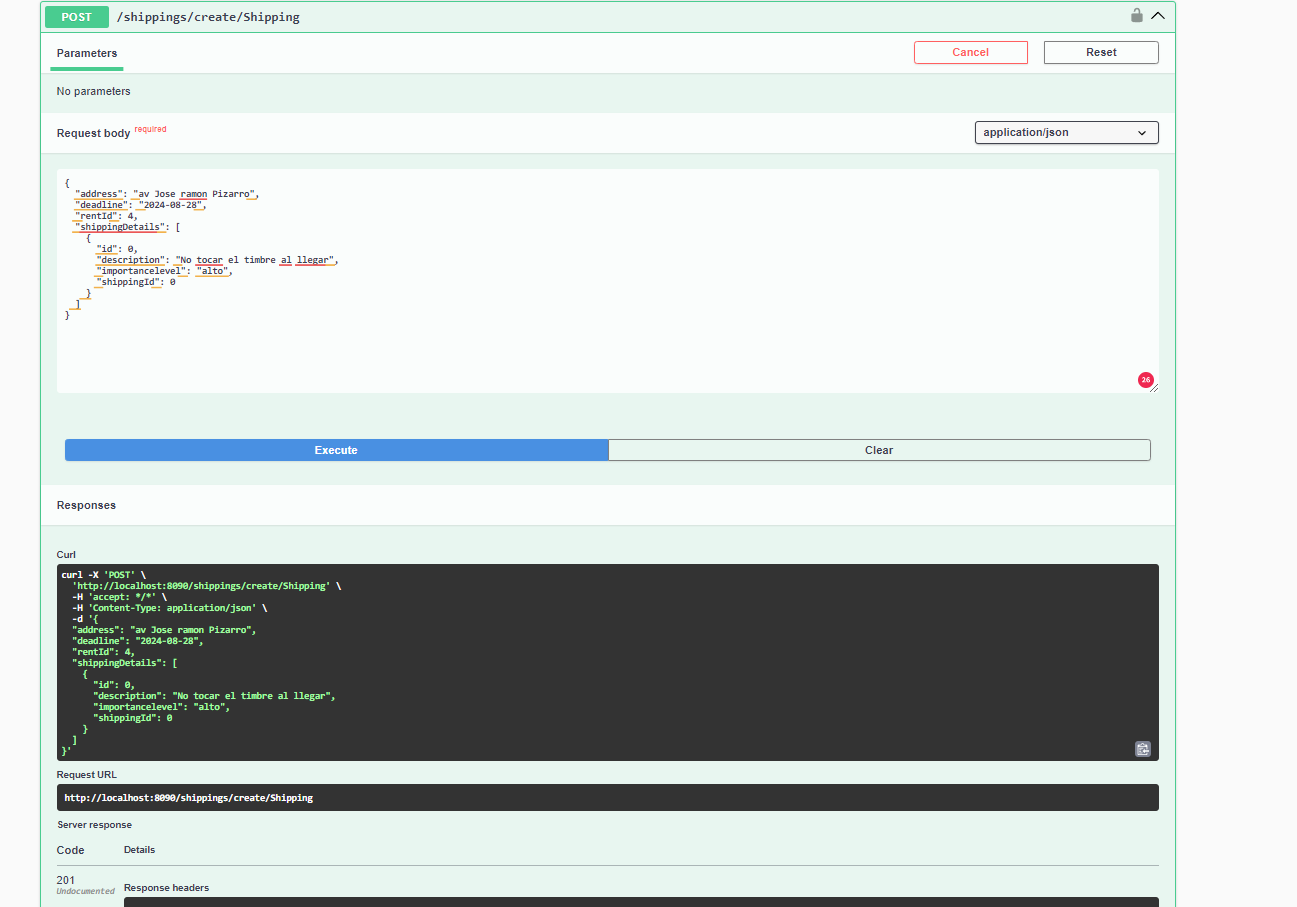 POST /shippings/create/Shipping
Parameters Cancel Reset
No parameters
Request body required application/json
{
  "address": "av Jose ramon Pizarro",
  "deadline": "2024-08-28",
  "rentId": 4,
  "shippingDetails": [
    {
      "id": 0,
      "description": "No tocar el timbre al llegar",
      "importancelevel": "alto",
      "shippingId": 0
    }
  ]
}
26
Execute Clear
Responses
Curl
curl -X 'POST' \
  'http://localhost:8090/shippings/create/Shipping' \
  -H 'accept: */*' \
  -H 'Content-Type: application/json' \
  -d '{
  "address": "av Jose ramon Pizarro",
  "deadline": "2024-08-28",
  "rentId": 4,
  "shippingDetails": [
    {
      "id": 0,
      "description": "No tocar el timbre al llegar",
      "importancelevel": "alto",
      "shippingId": 0
    }
  ]
}'
Request URL
http://localhost:8090/shippings/create/Shipping
Server response
Code Details
201
Undocumented
Response headers